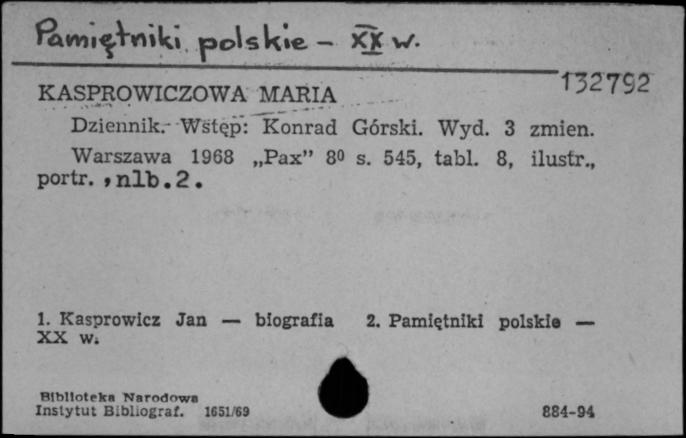 Pamiętniki polskie – XX w.
132792
KASPROWICZOWA MARIA
Dziennik. Wstęp: Konrad Górski. Wyd. 3 zmien.
Warszawa 1968 „Pax” 8º s. 545, tabl. 8, ilustr.,
portr. , nlb. 2.
1. Kasprowicz Jan — biografia 2. Pamiętniki polskie —
XX w.
Biblioteka Narodowa
Instytut Bibliograf. 1651/69 884-94